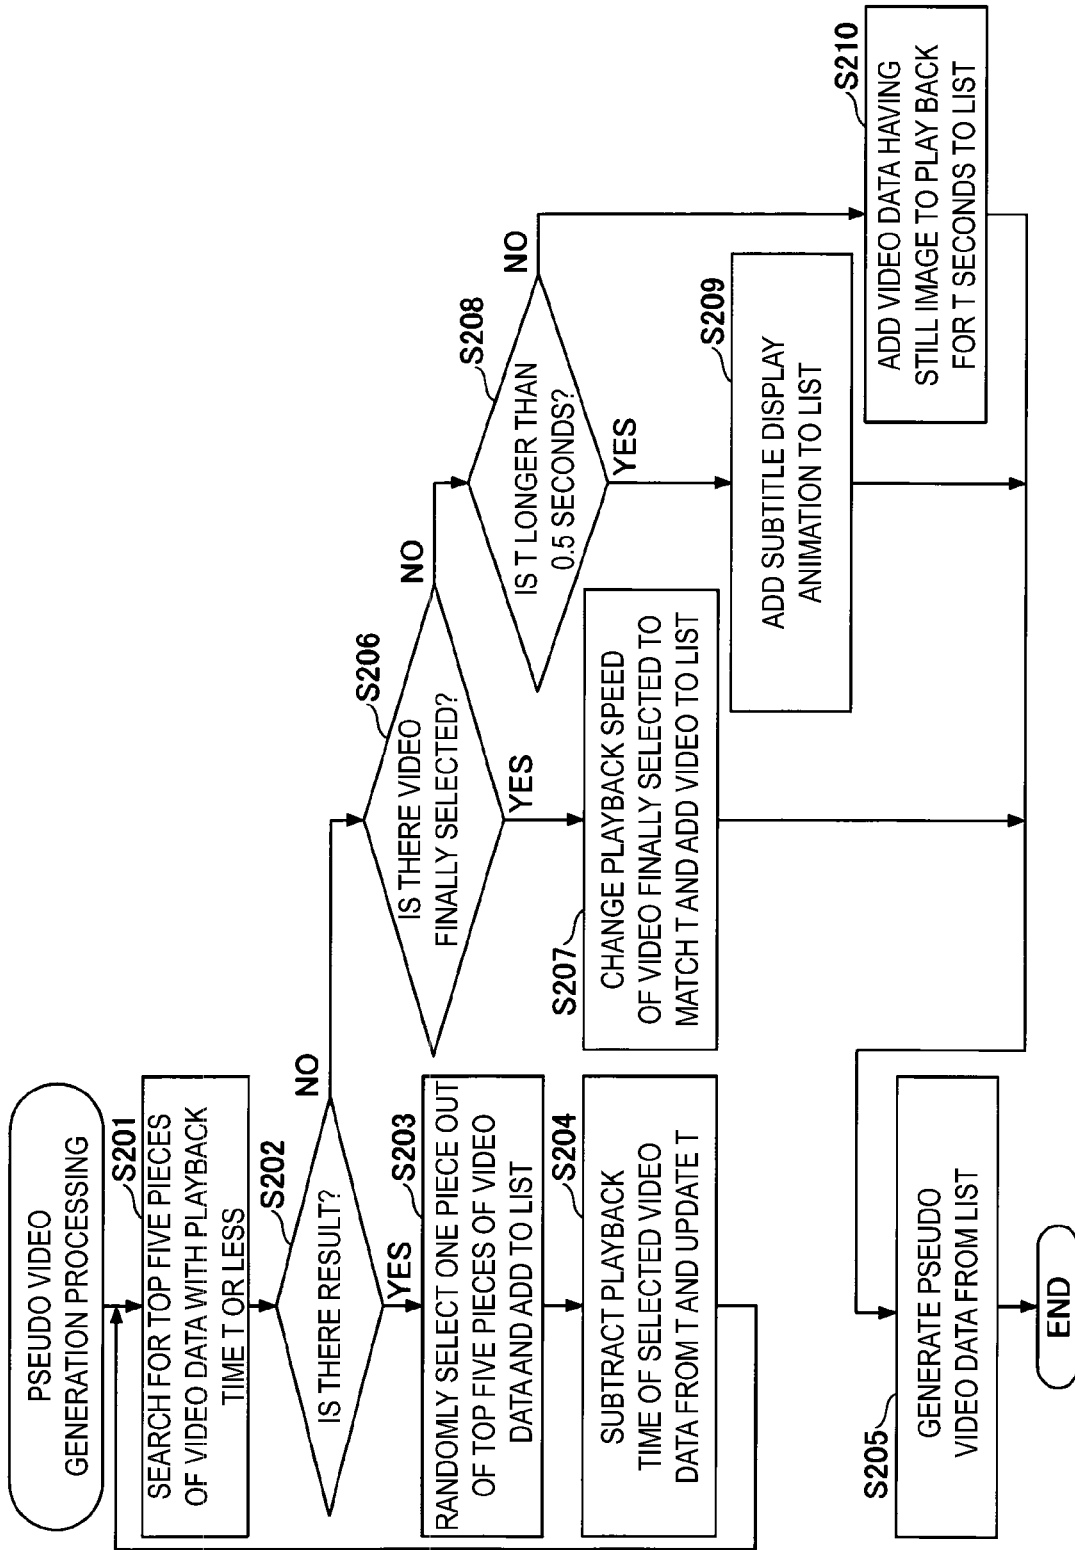 PSEUDO VIDEO
GENERATION PROCESSING
S201
SEARCH FOR TOP FIVE PIECES
OF VIDEO DATA WITH PLAYBACK
TIME T OR LESS
S202
IS THERE RESULT?
NO
YES
S203
RANDOMLY SELECT ONE PIECE OUT
OF TOP FIVE PIECES OF VIDEO
DATA AND ADD TO LIST
S204
SUBTRACT PLAYBACK
TIME OF SELECTED VIDEO
DATA FROM T AND UPDATE T
S206
IS THERE VIDEO
FINALLY SELECTED?
NO
YES
S207
CHANGE PLAYBACK SPEED
OF VIDEO FINALLY SELECTED TO
MATCH T AND ADD VIDEO TO LIST
S208
IS T LONGER THAN
0.5 SECONDS?
NO
YES
S209
ADD SUBTITLE DISPLAY
ANIMATION TO LIST
S210
ADD VIDEO DATA HAVING
STILL IMAGE TO PLAY BACK
FOR T SECONDS TO LIST
S205
GENERATE PSEUDO
VIDEO DATA FROM LIST
END